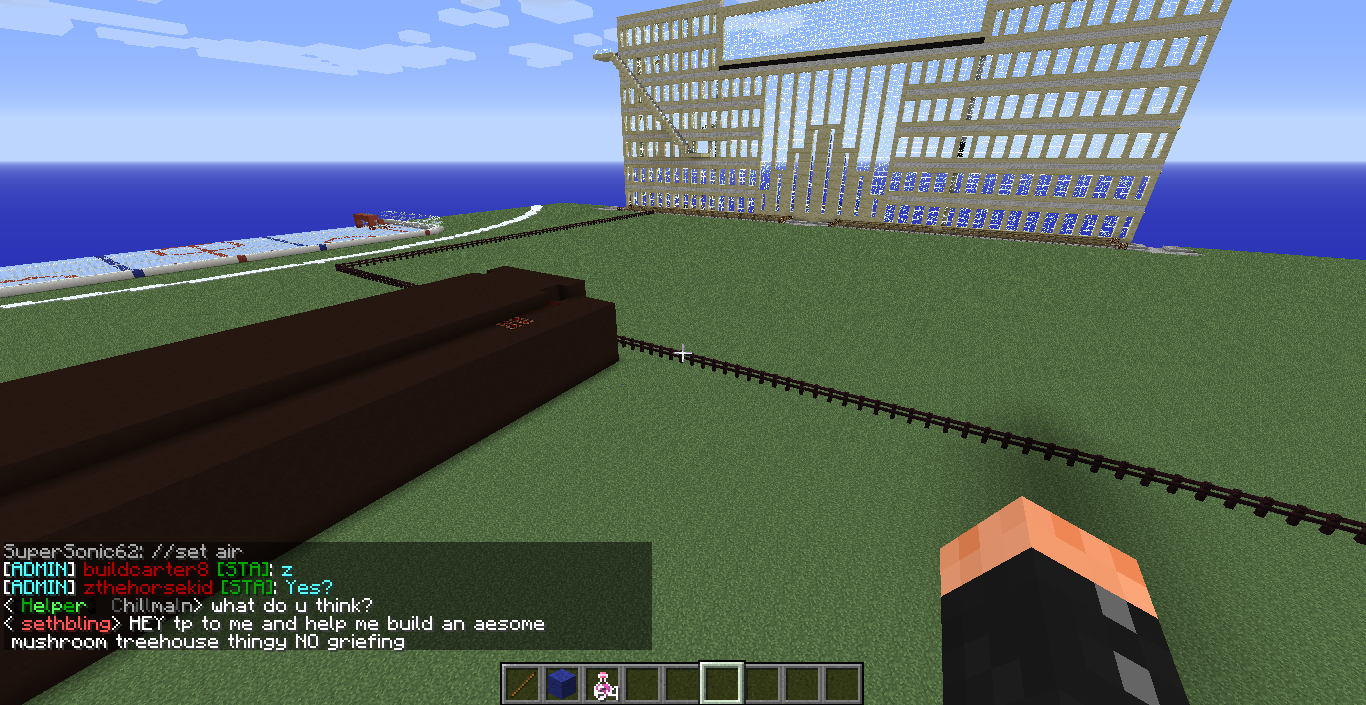 SuperSonic62: //set air
[ADMIN] buildcarter8 [STA]: z
[ADMIN] zthehorsekid [STA]: Yes?
< Helper Chillmaln> what do u think?
< sethbling> HEY tp to me and help me build an aesome
mushroom treehouse thingy NO griefing